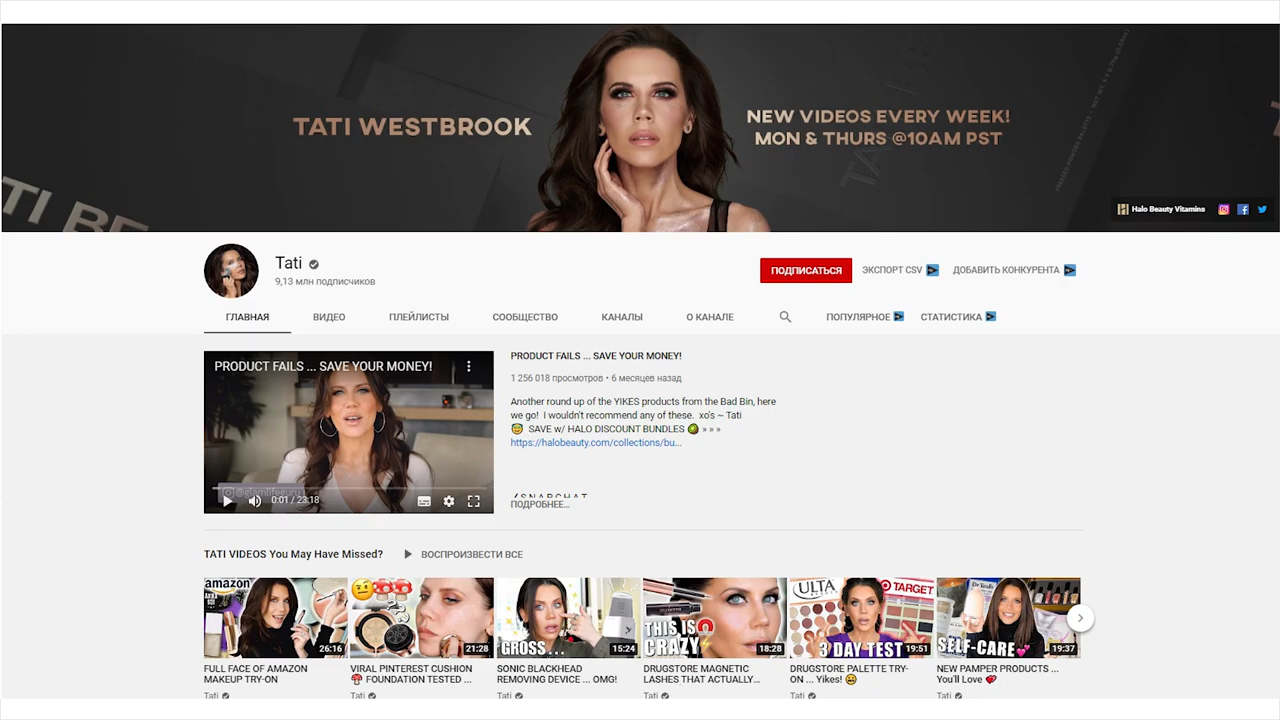 TATI WESTBROOK
NEW VIDEOS EVERY WEEK!
MON & THURS @10AM PST
TI BE
Halo Beauty Vitamins
Tati
9,13 млн подписчиков
ПОДПИСАТЬСЯ
ЭКСПОРТ CSV
ДОБАВИТЬ КОНКУРЕНТА
ГЛАВНАЯ
ВИДЕО
ПЛЕЙЛИСТЫ
СООБЩЕСТВО
КАНАЛЫ
О КАНАЛЕ
ПОПУЛЯРНОЕ
СТАТИСТИКА
PRODUCT FAILS ... SAVE YOUR MONEY!
@glamlifeguru
0:01 / 23:18
PRODUCT FAILS ... SAVE YOUR MONEY!
1 256 018 просмотров • 6 месяцев назад
Another round up of the YIKES products from the Bad Bin, here
we go! I wouldn't recommend any of these. xo's ~ Tati
😇 SAVE w/ HALO DISCOUNT BUNDLES 🥝 » » »
https://halobeauty.com/collections/bu...
√ S N A P C H A T
ПОДРОБНЕЕ...
TATI VIDEOS You May Have Missed?
ВОСПРОИЗВЕСТИ ВСЕ
amazon
26:16
21:28
GROSS...
15:24
THIS IS
CRAZY
18:28
ULTA
TARGET
3 DAY TEST
19:51
Dr Teal's
SELF-CARE
19:37
FULL FACE OF AMAZON
MAKEUP TRY-ON
Tati
VIRAL PINTEREST CUSHION
🍄 FOUNDATION TESTED ...
Tati
SONIC BLACKHEAD
REMOVING DEVICE ... OMG!
Tati
DRUGSTORE MAGNETIC
LASHES THAT ACTUALLY...
Tati
DRUGSTORE PALETTE TRY-
ON ... Yikes! 😬
Tati
NEW PAMPER PRODUCTS ...
You'll Love 💞
Tati